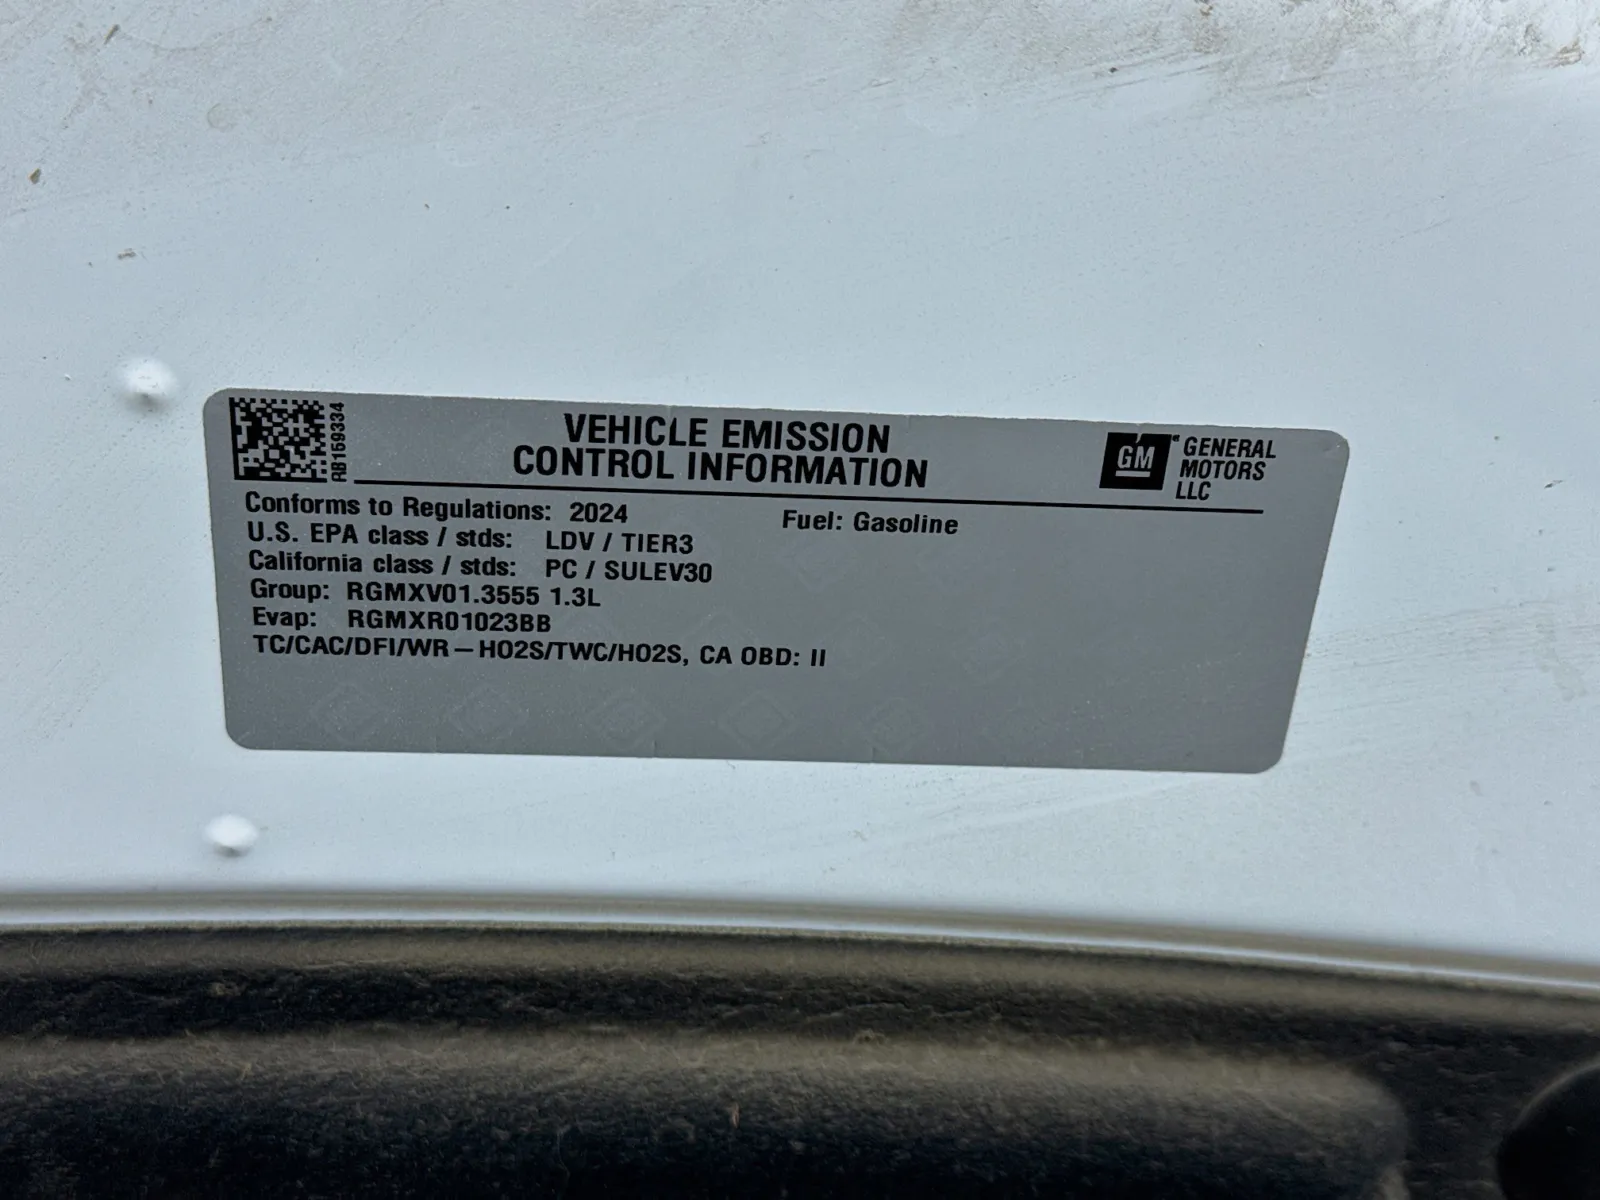 RB159334
VEHICLE EMISSION
CONTROL INFORMATION
GM
GENERAL
MOTORS
LLC
Conforms to Regulations: 2024
Fuel: Gasoline
U.S. EPA class / stds: LDV / TIER3
California class / stds: PC / SULEV30
Group: RGMXV01.3555 1.3L
Evap: RGMXR01023BB
TC/CAC/DFI/WR – HO2S/TWC/HO2S, CA OBD: II